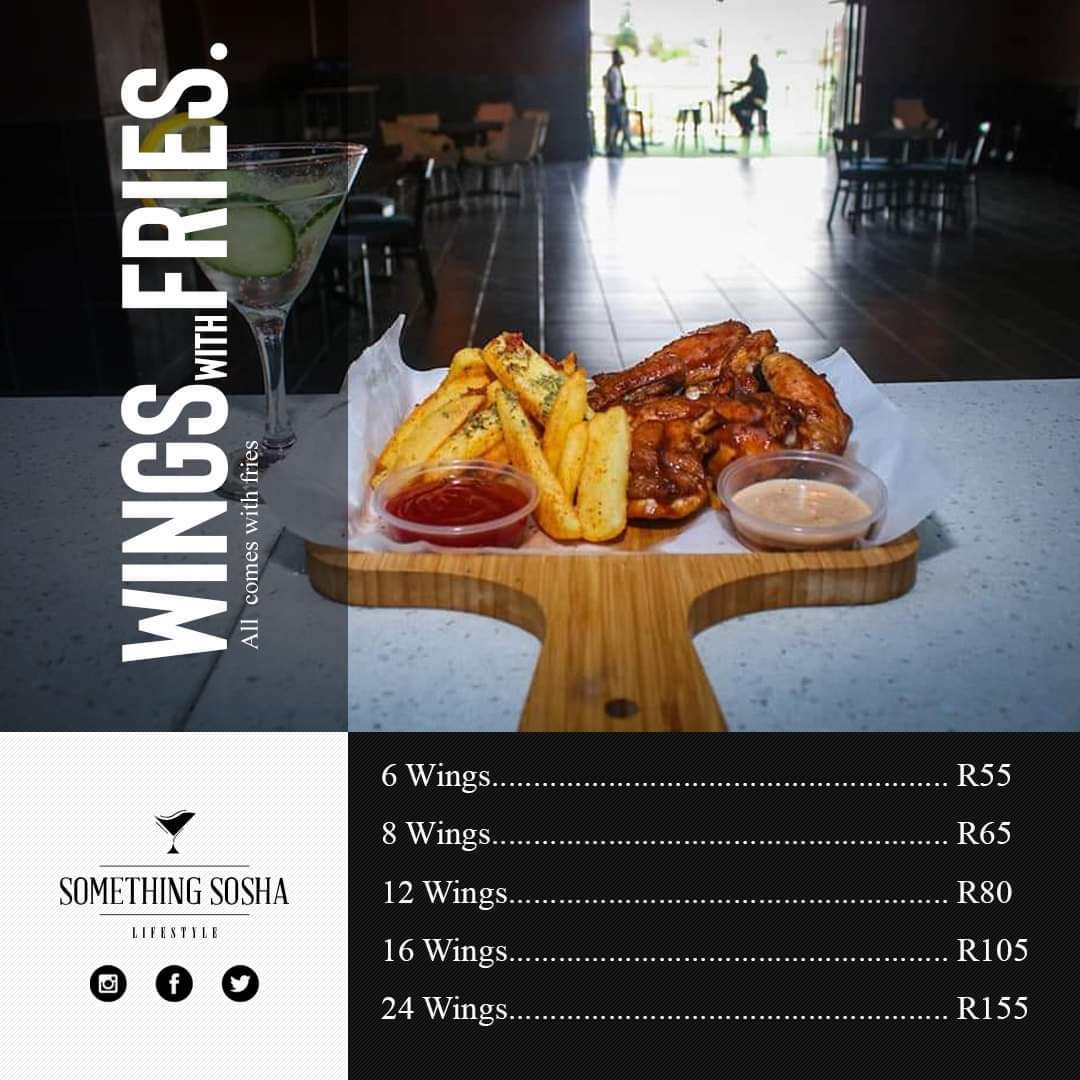 WINGS WITH FRIES.
All comes with fries
SOMETHING SOSHA
LIFESTYLE
6 Wings...................................................... R55
8 Wings...................................................... R65
12 Wings.................................................... R80
16 Wings.................................................... R105
24 Wings.................................................... R155